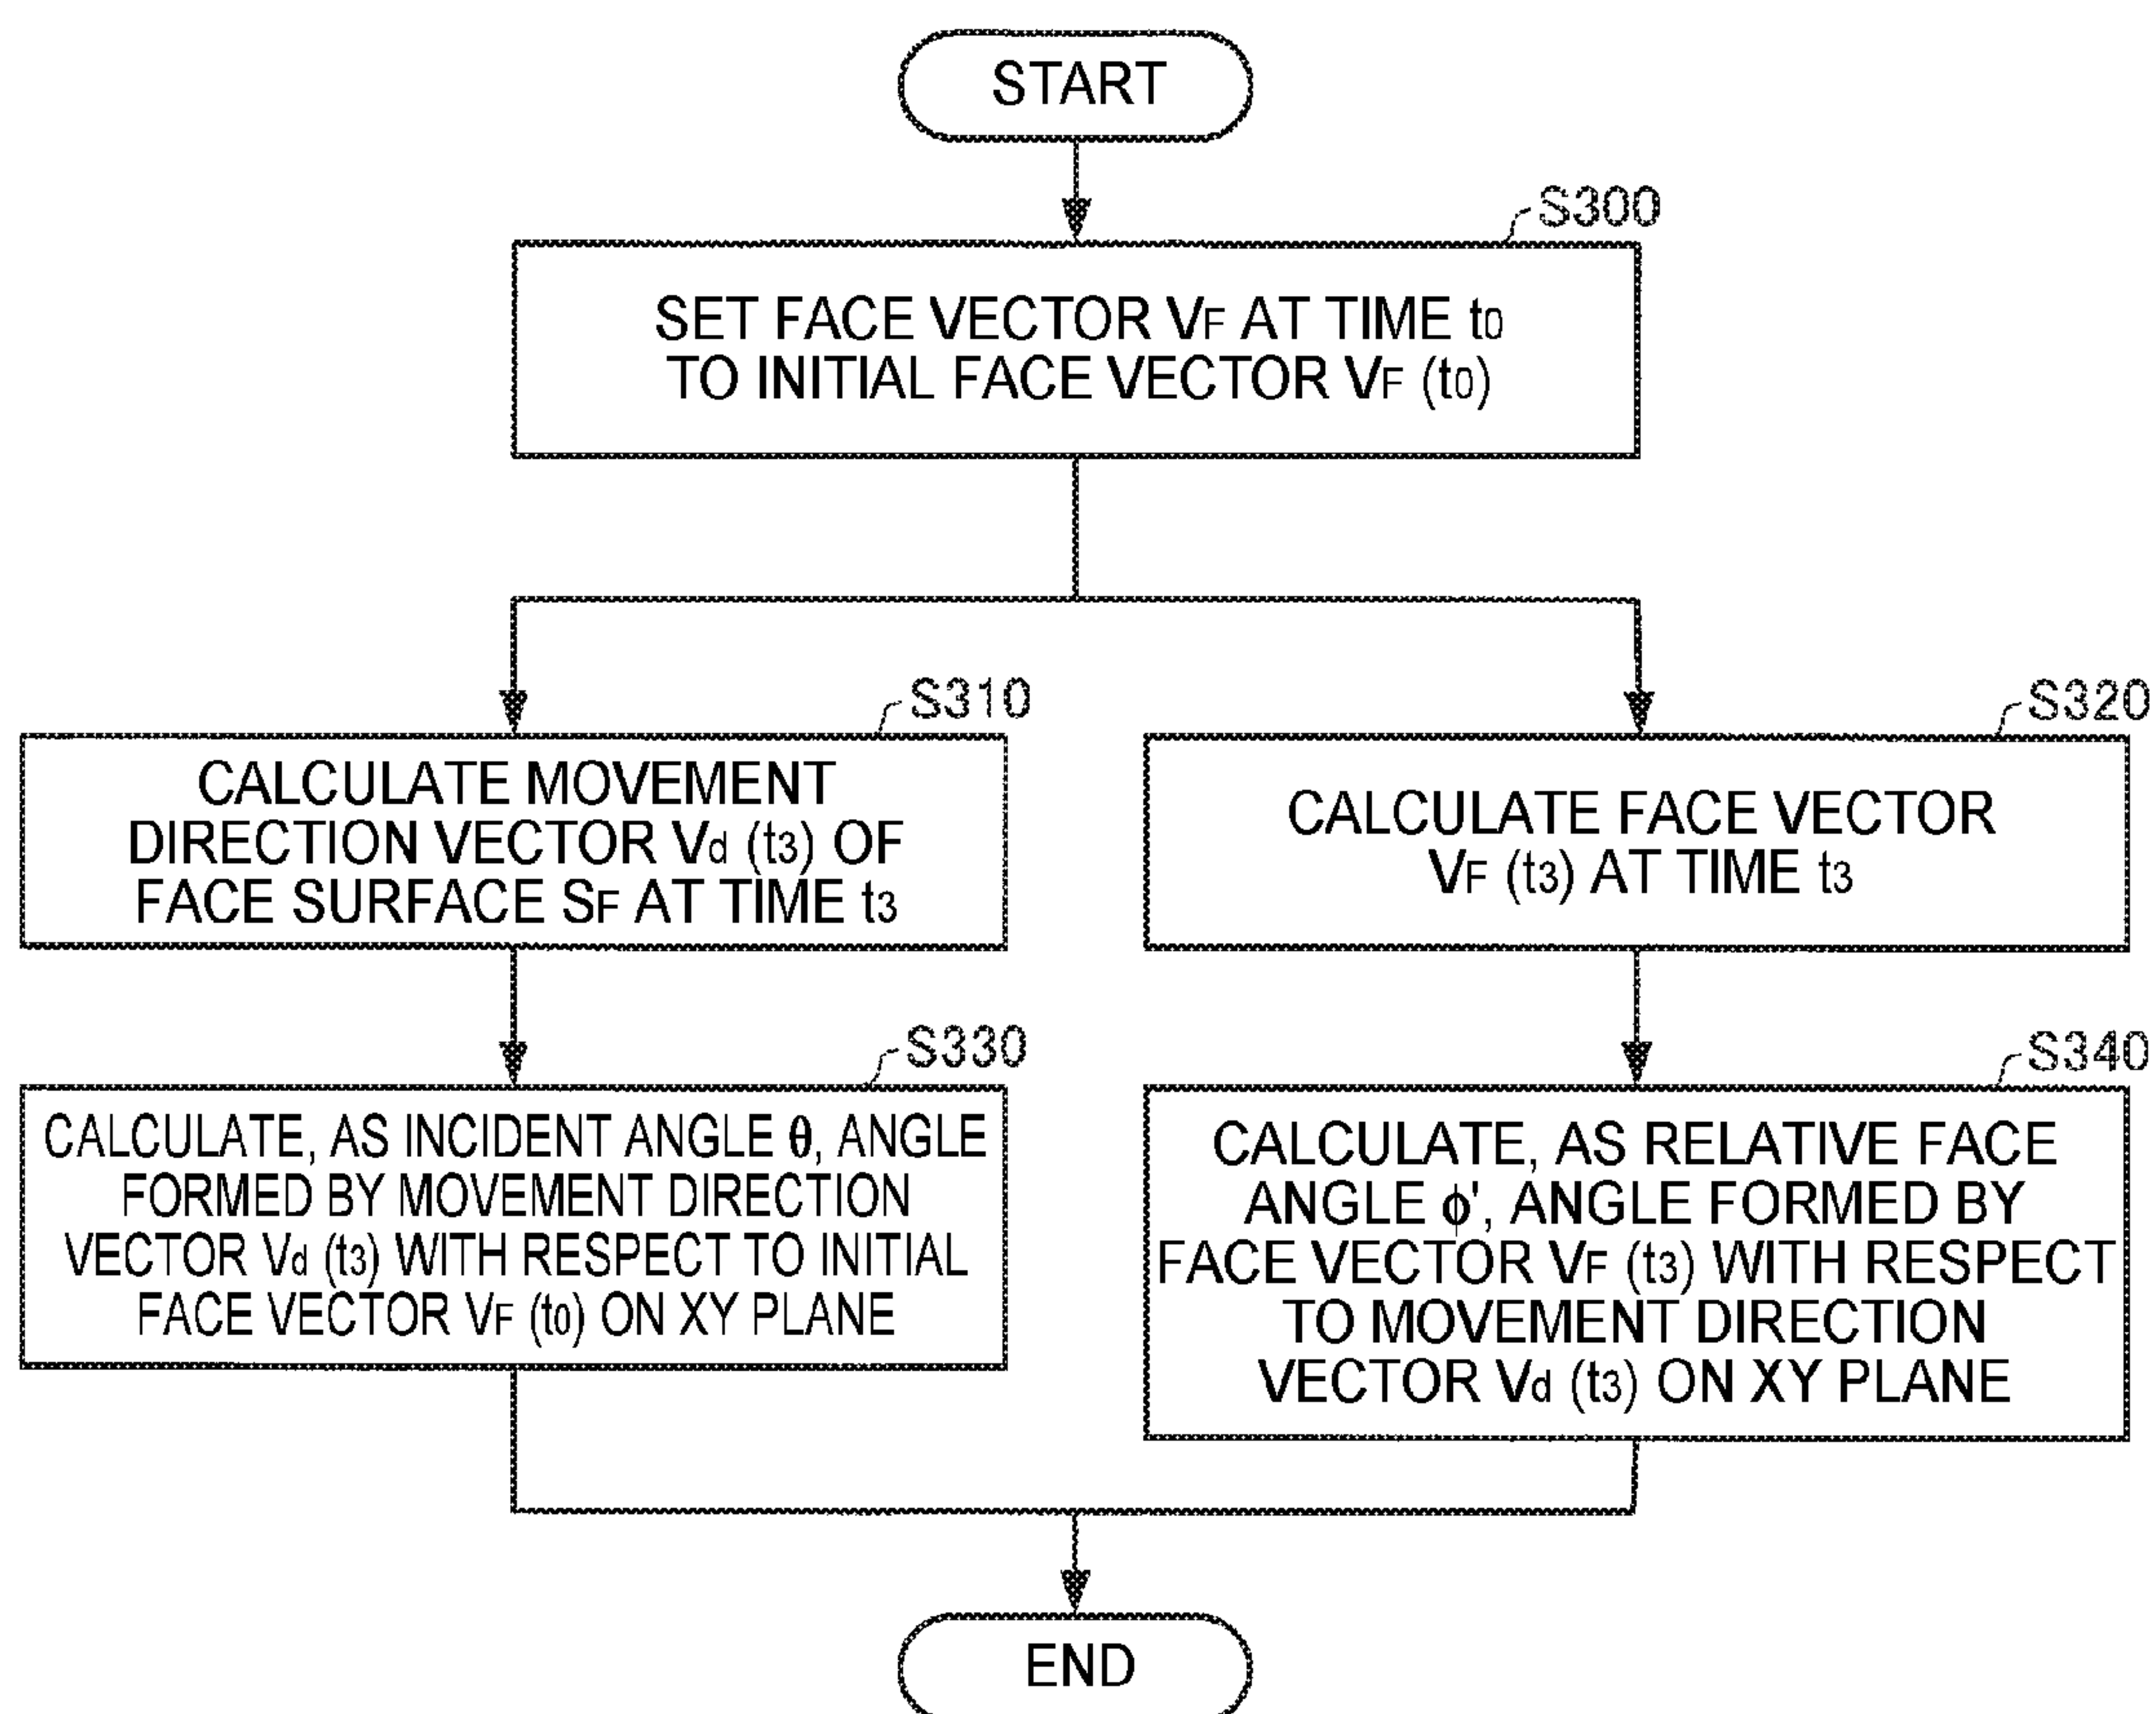 START
S300
SET FACE VECTOR VF AT TIME t0
TO INITIAL FACE VECTOR VF (t0)
S310
CALCULATE MOVEMENT
DIRECTION VECTOR Vd (t3) OF
FACE SURFACE SF AT TIME t3
S320
CALCULATE FACE VECTOR
VF (t3) AT TIME t3
S330
CALCULATE, AS INCIDENT ANGLE θ, ANGLE
FORMED BY MOVEMENT DIRECTION
VECTOR Vd (t3) WITH RESPECT TO INITIAL
FACE VECTOR VF (t0) ON XY PLANE
S340
CALCULATE, AS RELATIVE FACE
ANGLE ϕ', ANGLE FORMED BY
FACE VECTOR VF (t3) WITH RESPECT
TO MOVEMENT DIRECTION
VECTOR Vd (t3) ON XY PLANE
END